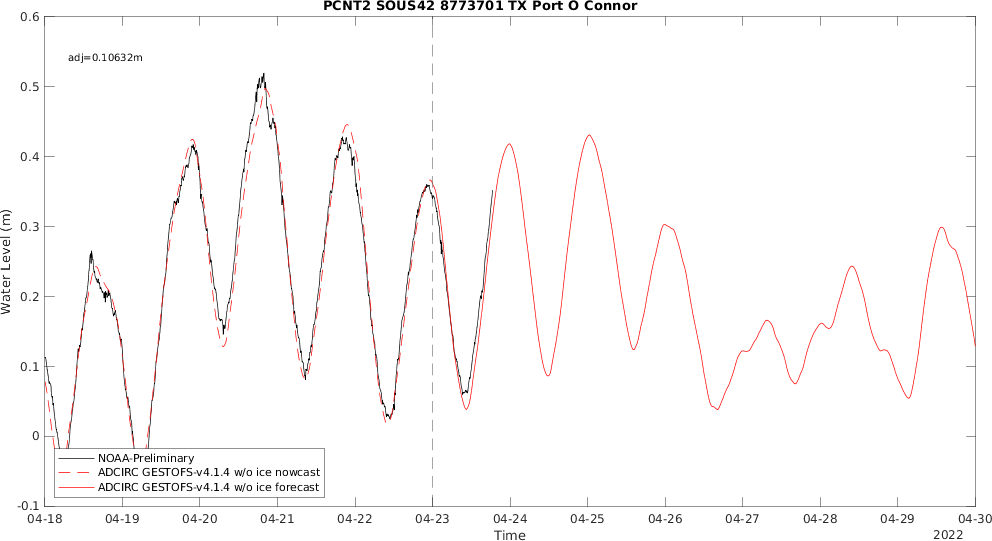 PCNT2 SOUS42 8773701 TX Port O Connor
adj=0.10632m
0.6
0.5
0.4
0.3
0.2
0.1
0
-0.1
Water Level (m)
NOAA-Preliminary
ADCIRC GESTOFS-v4.1.4 w/o ice nowcast
ADCIRC GESTOFS-v4.1.4 w/o ice forecast
04-18 04-19 04-20 04-21 04-22 04-23 04-24 04-25 04-26 04-27 04-28 04-29 04-30
Time
2022